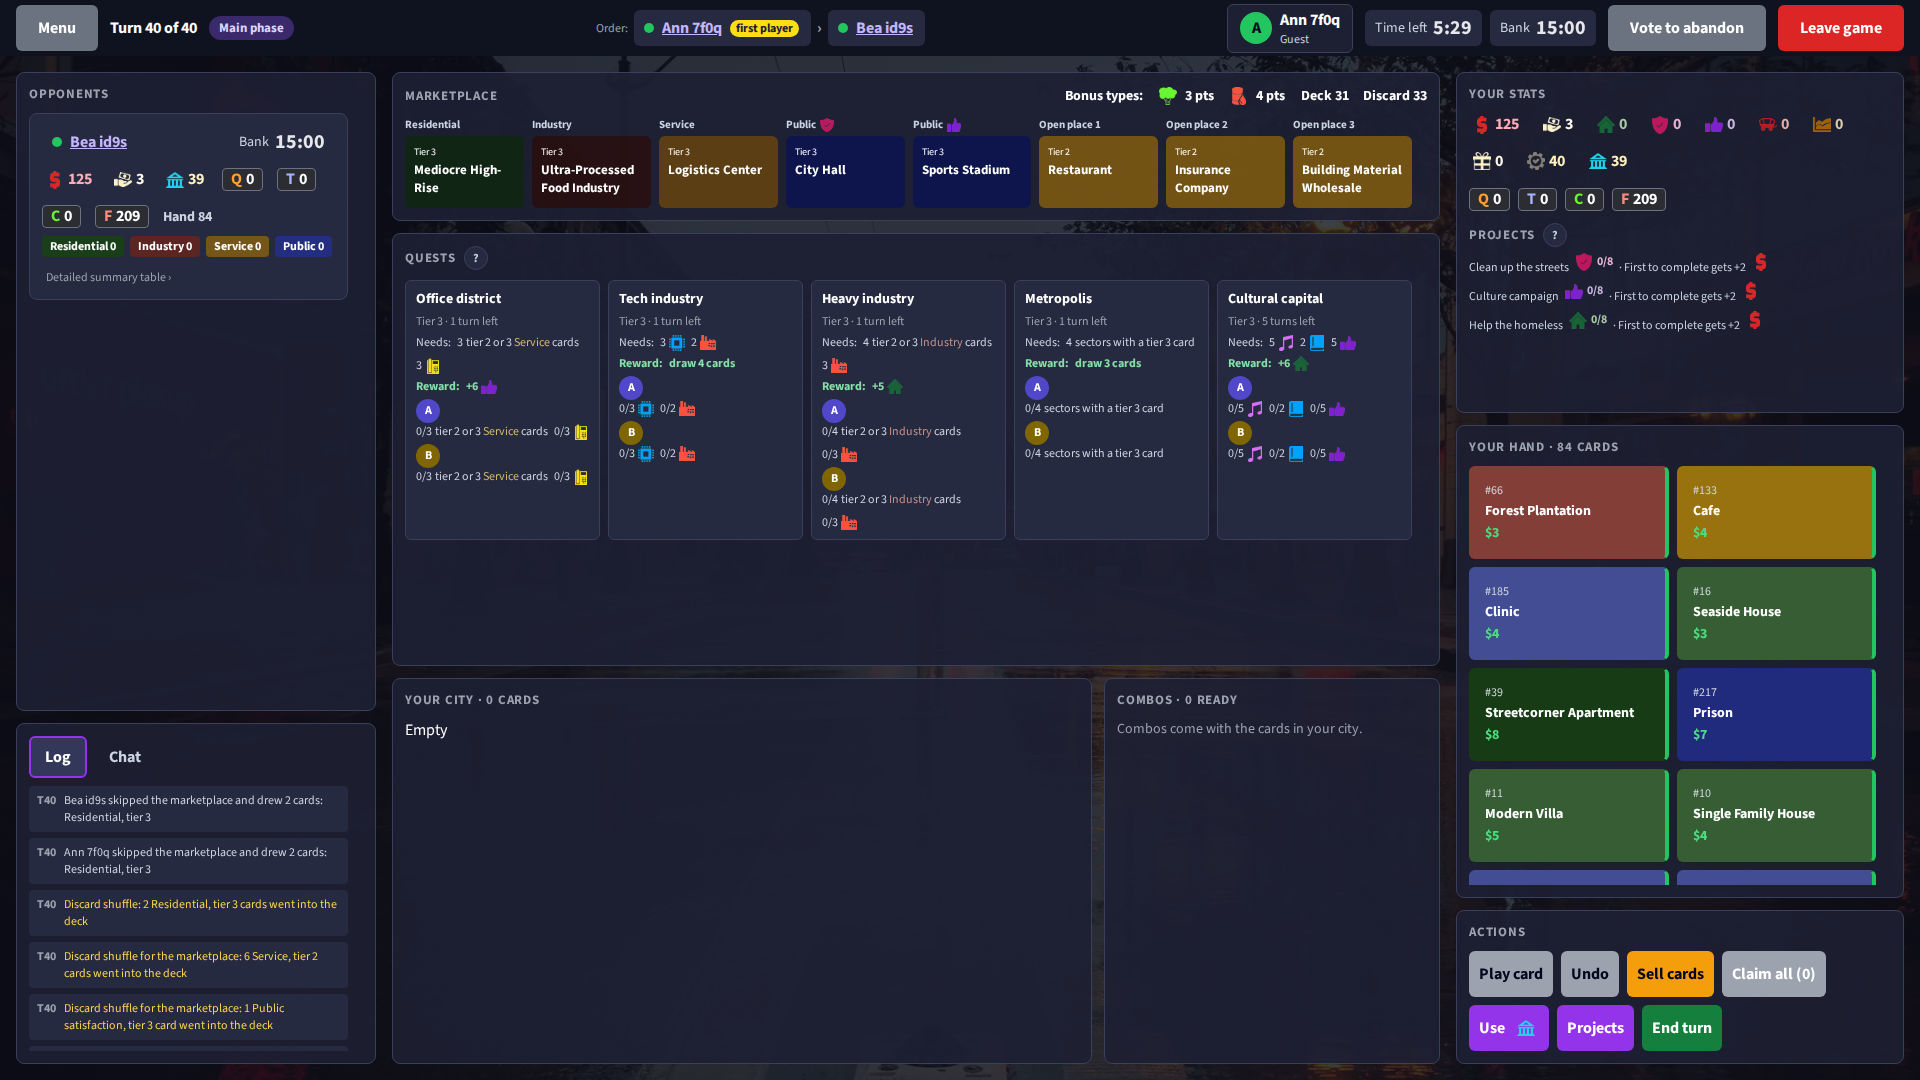 Menu
Turn 40 of 40
Main phase
Order:
Ann 7f0q
first player
›
Bea id9s
A
Ann 7f0q
Guest
Time left 5:29
Bank 15:00
Vote to abandon
Leave game
OPPONENTS
Bea id9s
Bank 15:00
125
3
39
Q 0
T 0
C 0
F 209
Hand 84
Residential 0
Industry 0
Service 0
Public 0
Detailed summary table ›
MARKETPLACE
Bonus types: 3 pts 4 pts Deck 31 Discard 33
Residential
Tier 3
Mediocre High-
Rise
Industry
Tier 3
Ultra-Processed
Food Industry
Service
Tier 3
Logistics Center
Public
Tier 3
City Hall
Public
Tier 3
Sports Stadium
Open place 1
Tier 2
Restaurant
Open place 2
Tier 2
Insurance
Company
Open place 3
Tier 2
Building Material
Wholesale
QUESTS ?
Office district
Tier 3 · 1 turn left
Needs: 3 tier 2 or 3 Service cards
3
Reward: +6
A
0/3 tier 2 or 3 Service cards 0/3
B
0/3 tier 2 or 3 Service cards 0/3
Tech industry
Tier 3 · 1 turn left
Needs: 3 2
Reward: draw 4 cards
A
0/3 0/2
B
0/3 0/2
Heavy industry
Tier 3 · 1 turn left
Needs: 4 tier 2 or 3 Industry cards
3
Reward: +5
A
0/4 tier 2 or 3 Industry cards
0/3
B
0/4 tier 2 or 3 Industry cards
0/3
Metropolis
Tier 3 · 1 turn left
Needs: 4 sectors with a tier 3 card
Reward: draw 3 cards
A
0/4 sectors with a tier 3 card
B
0/4 sectors with a tier 3 card
Cultural capital
Tier 3 · 5 turns left
Needs: 5 2 5
Reward: +6
A
0/5 0/2 0/5
B
0/5 0/2 0/5
YOUR CITY · 0 CARDS
Empty
COMBOS · 0 READY
Combos come with the cards in your city.
Log
Chat
T40 Bea id9s skipped the marketplace and drew 2 cards:
Residential, tier 3
T40 Ann 7f0q skipped the marketplace and drew 2 cards:
Residential, tier 3
T40 Discard shuffle: 2 Residential, tier 3 cards went into the
deck
T40 Discard shuffle for the marketplace: 6 Service, tier 2
cards went into the deck
T40 Discard shuffle for the marketplace: 1 Public
satisfaction, tier 3 card went into the deck
YOUR STATS
125 3 0 0 0 0 0
0 40 39
Q 0
T 0
C 0
F 209
PROJECTS ?
Clean up the streets 0/8 · First to complete gets +2
Culture campaign 0/8 · First to complete gets +2
Help the homeless 0/8 · First to complete gets +2
YOUR HAND · 84 CARDS
#66
Forest Plantation
$3
#133
Cafe
$4
#185
Clinic
$4
#16
Seaside House
$3
#39
Streetcorner Apartment
$8
#217
Prison
$7
#11
Modern Villa
$5
#10
Single Family House
$4
ACTIONS
Play card
Undo
Sell cards
Claim all (0)
Use
Projects
End turn